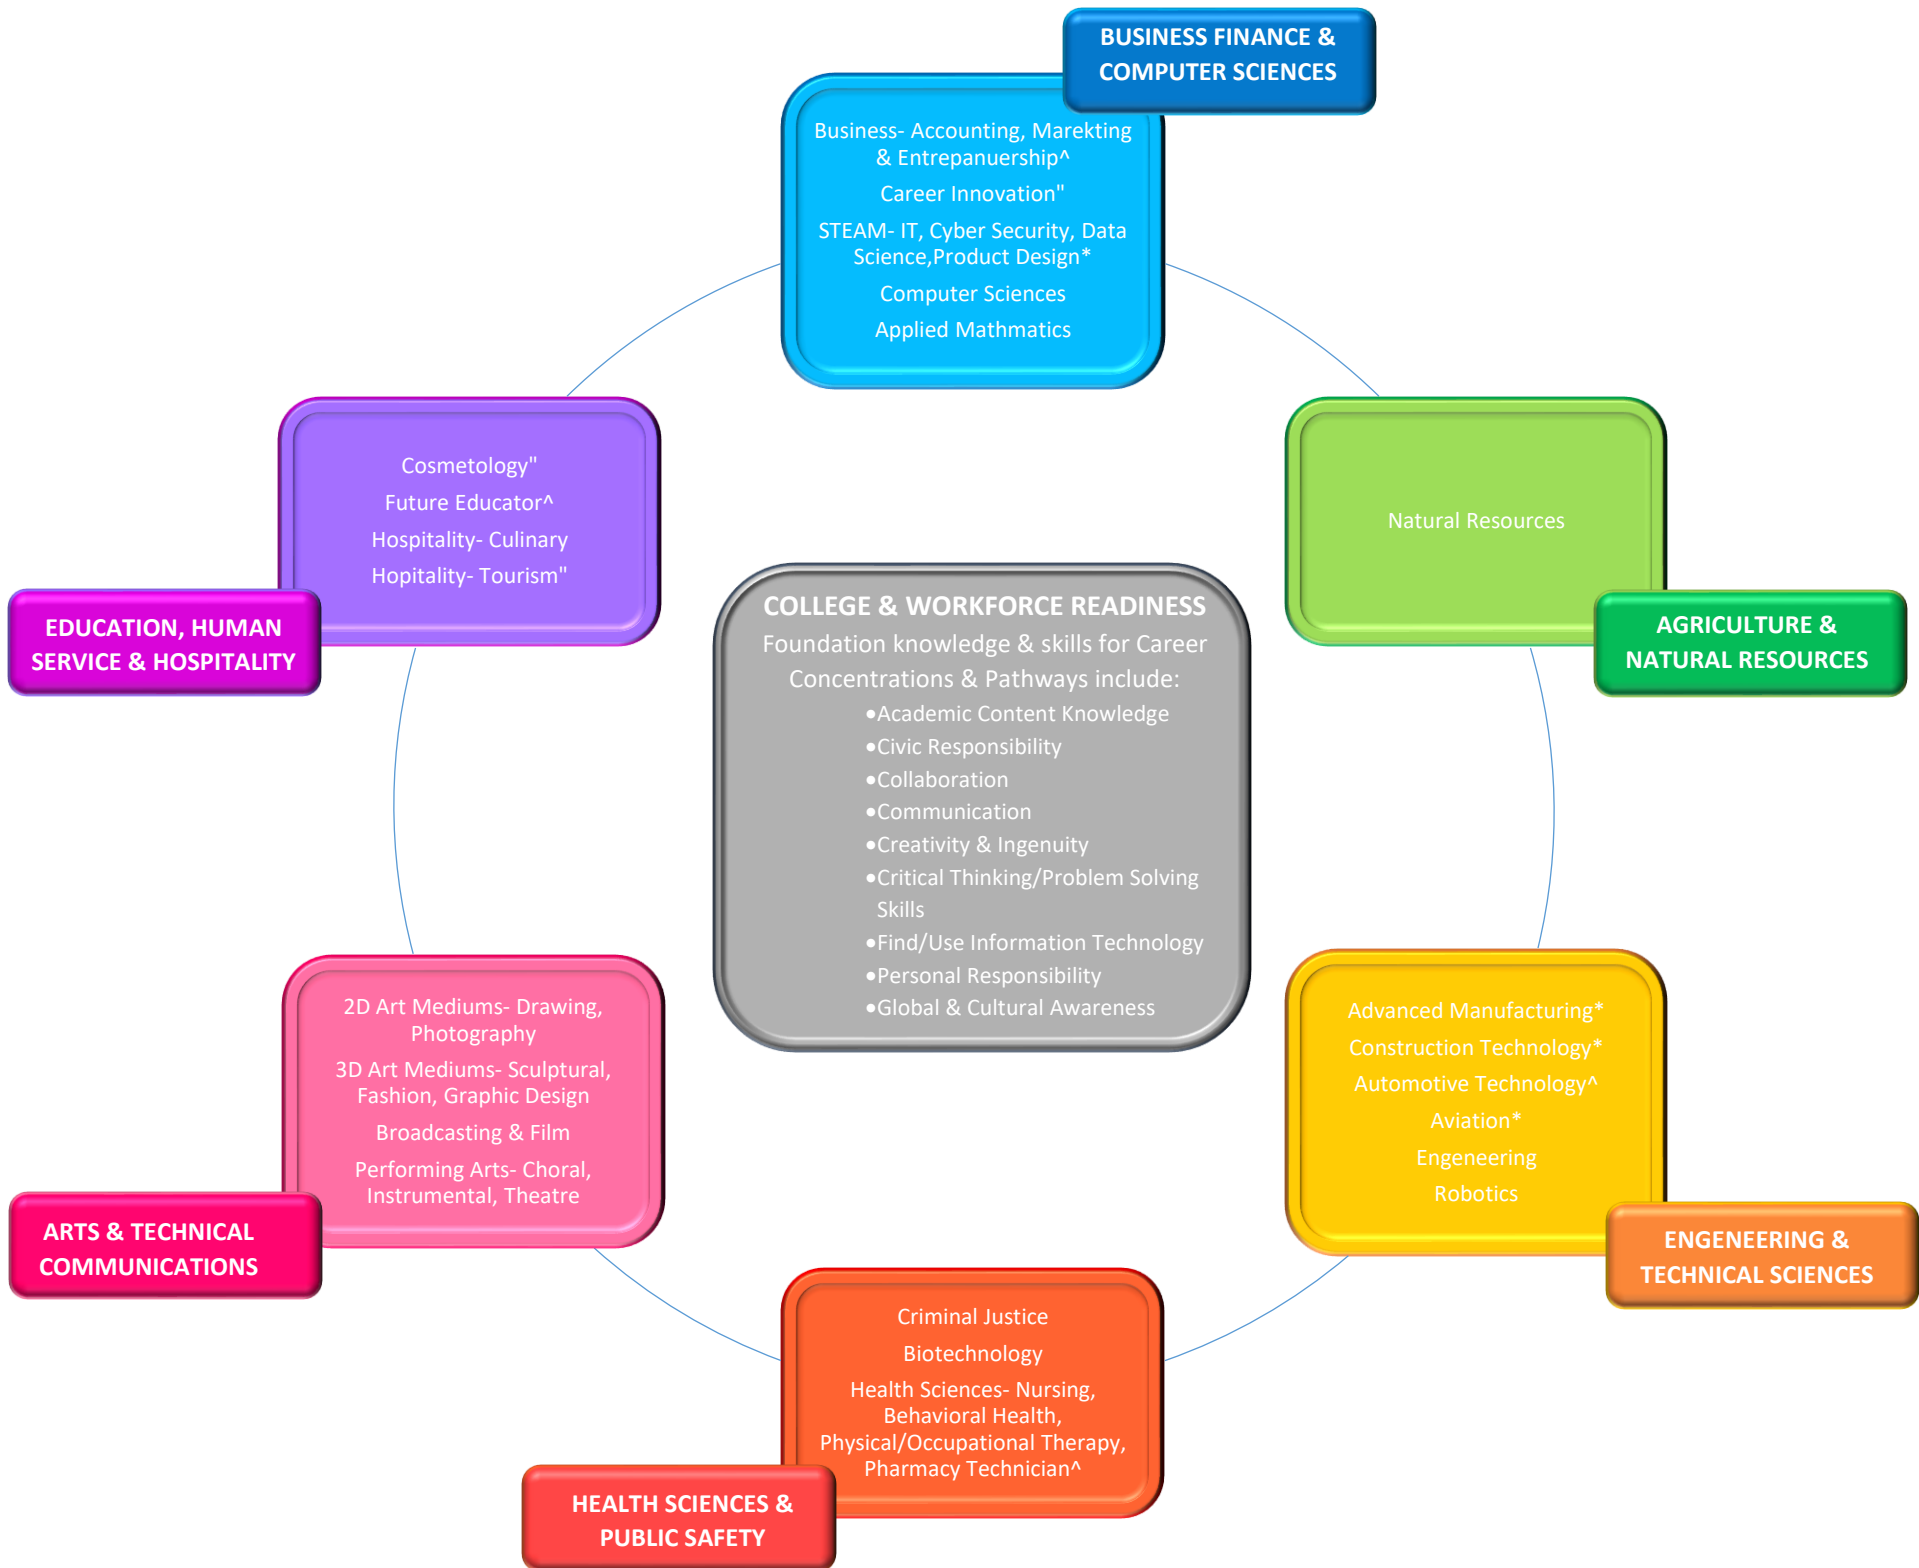 BUSINESS FINANCE &
COMPUTER SCIENCES
Business- Accounting, Marekting
& Entrepanuership^
Career Innovation"
STEAM- IT, Cyber Security, Data
Science,Product Design*
Computer Sciences
Applied Mathmatics
Natural Resources
AGRICULTURE &
NATURAL RESOURCES
Advanced Manufacturing*
Construction Technology*
Automotive Technology^
Aviation*
Engeneering
Robotics
ENGENEERING &
TECHNICAL SCIENCES
Criminal Justice
Biotechnology
Health Sciences- Nursing,
Behavioral Health,
Physical/Occupational Therapy,
Pharmacy Technician^
HEALTH SCIENCES &
PUBLIC SAFETY
2D Art Mediums- Drawing,
Photography
3D Art Mediums- Sculptural,
Fashion, Graphic Design
Broadcasting & Film
Performing Arts- Choral,
Instrumental, Theatre
ARTS & TECHNICAL
COMMUNICATIONS
Cosmetology"
Future Educator^
Hospitality- Culinary
Hopitality- Tourism"
EDUCATION, HUMAN
SERVICE & HOSPITALITY
COLLEGE & WORKFORCE READINESS
Foundation knowledge & skills for Career
Concentrations & Pathways include:
•Academic Content Knowledge
•Civic Responsibility
•Collaboration
•Communication
•Creativity & Ingenuity
•Critical Thinking/Problem Solving
Skills
•Find/Use Information Technology
•Personal Responsibility
•Global & Cultural Awareness